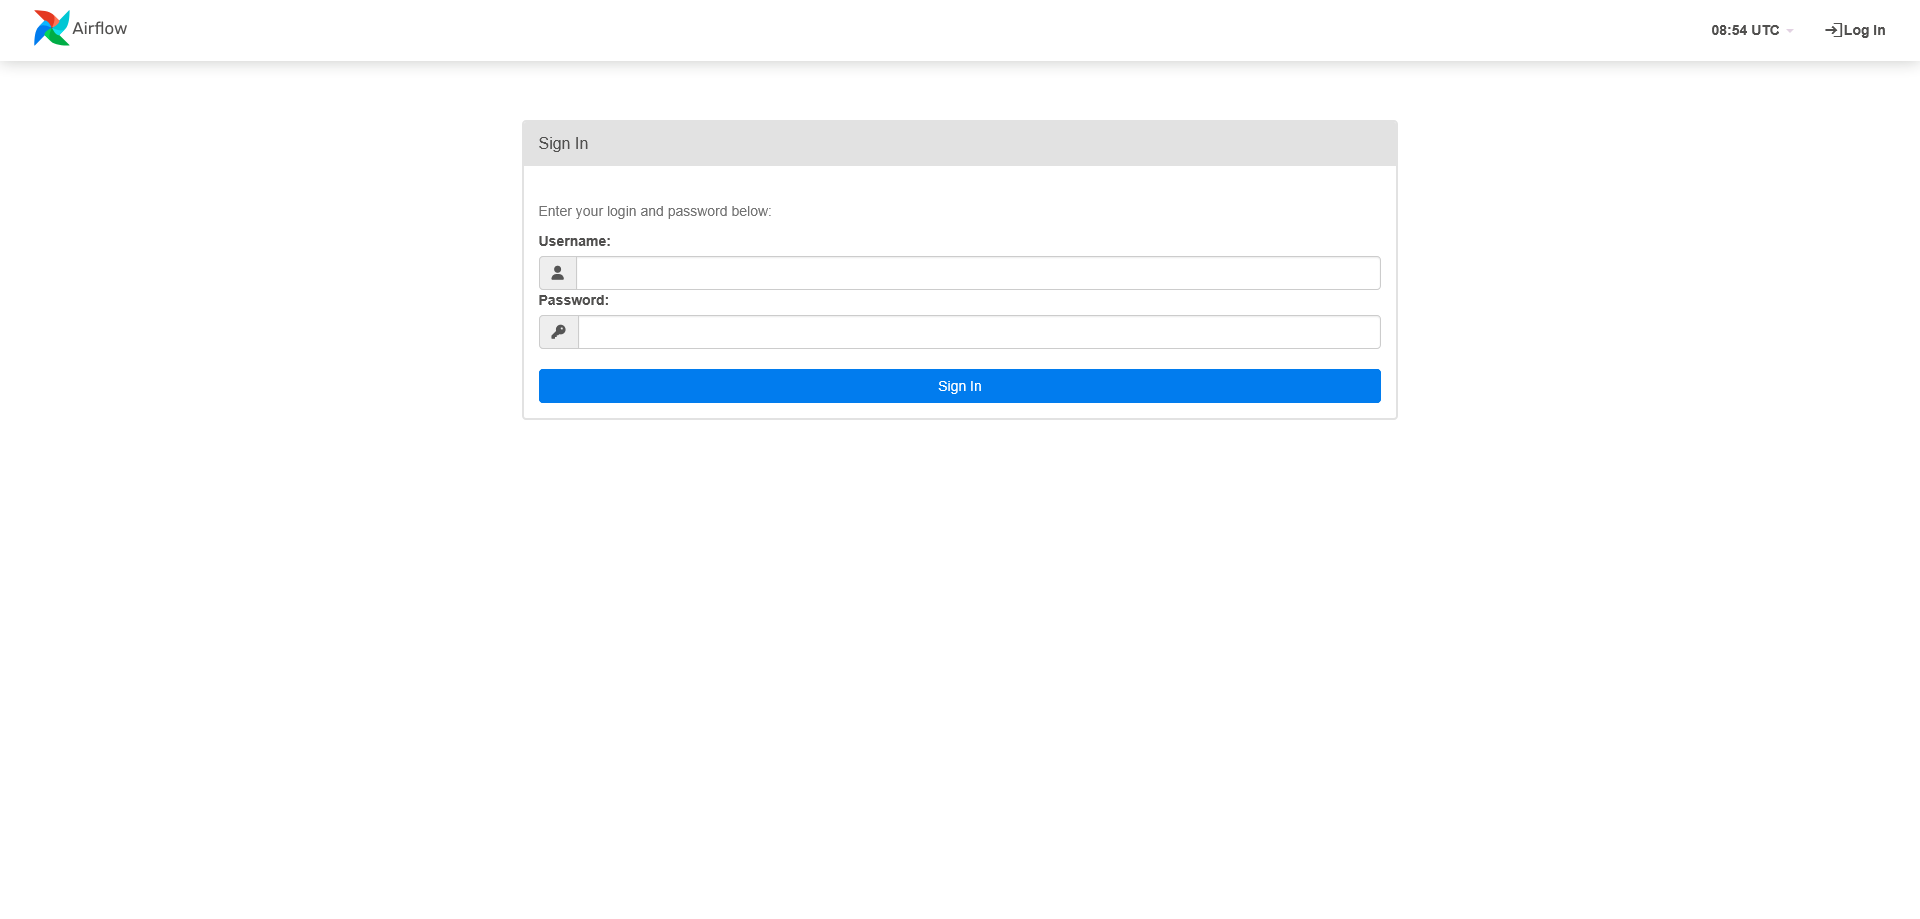 Airflow
08:54 UTC
Log In
Sign In
Enter your login and password below:
Username:
Password:
Sign In